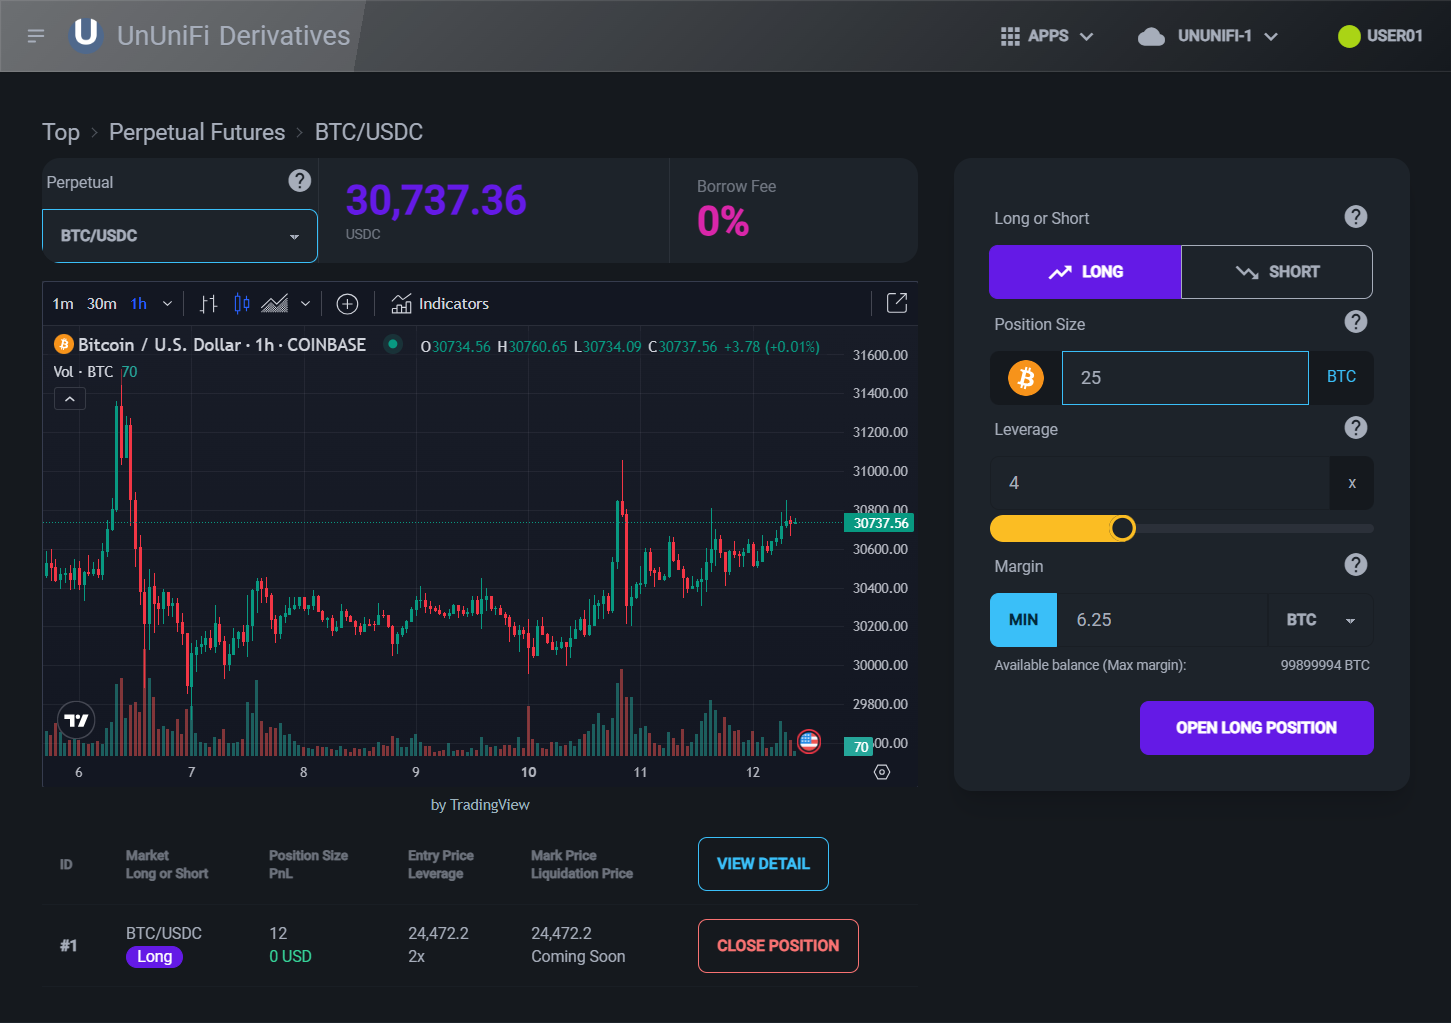 UnUniFi Derivatives
APPS
UNUNIFI-1
USER01
Top > Perpetual Futures > BTC/USDC
Perpetual
BTC/USDC
30,737.36
USDC
Borrow Fee
0%
1m 30m 1h
Indicators
Bitcoin / U.S. Dollar · 1h · COINBASE
O30734.56 H30760.65 L30734.09 C30737.56 +3.78 (+0.01%)
Vol · BTC 70
31600.00
31400.00
31200.00
31000.00
30800.00
30737.56
30600.00
30400.00
30200.00
30000.00
29800.00
70
600.00
6 7 8 9 10 11 12
by TradingView
Long or Short
LONG
SHORT
Position Size
25
BTC
Leverage
4
x
Margin
MIN
6.25
BTC
Available balance (Max margin):
99899994 BTC
OPEN LONG POSITION
ID
Market
Long or Short
Position Size
PnL
Entry Price
Leverage
Mark Price
Liquidation Price
VIEW DETAIL
#1
BTC/USDC
Long
12
0 USD
24,472.2
2x
24,472.2
Coming Soon
CLOSE POSITION